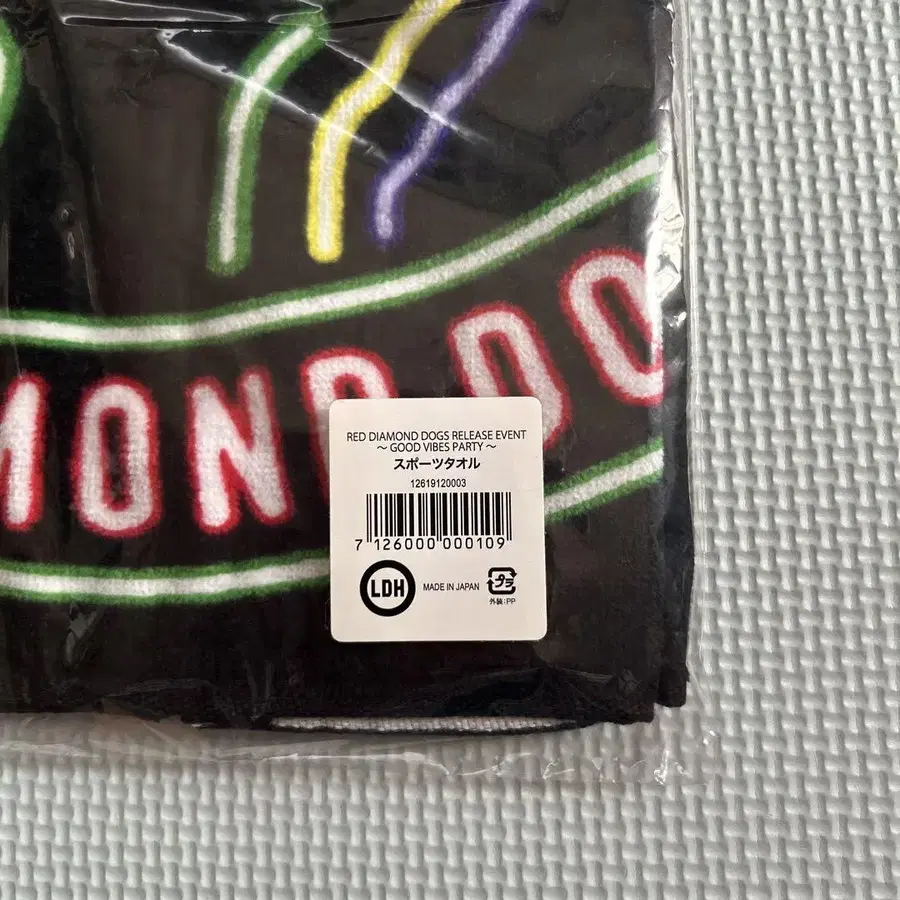 MOND DO
RED DIAMOND DOGS RELEASE EVENT
～ GOOD VIBES PARTY ～
スポーツタオル
12619120003
7 126000 000109
LDH
MADE IN JAPAN
プラ
外装:PP